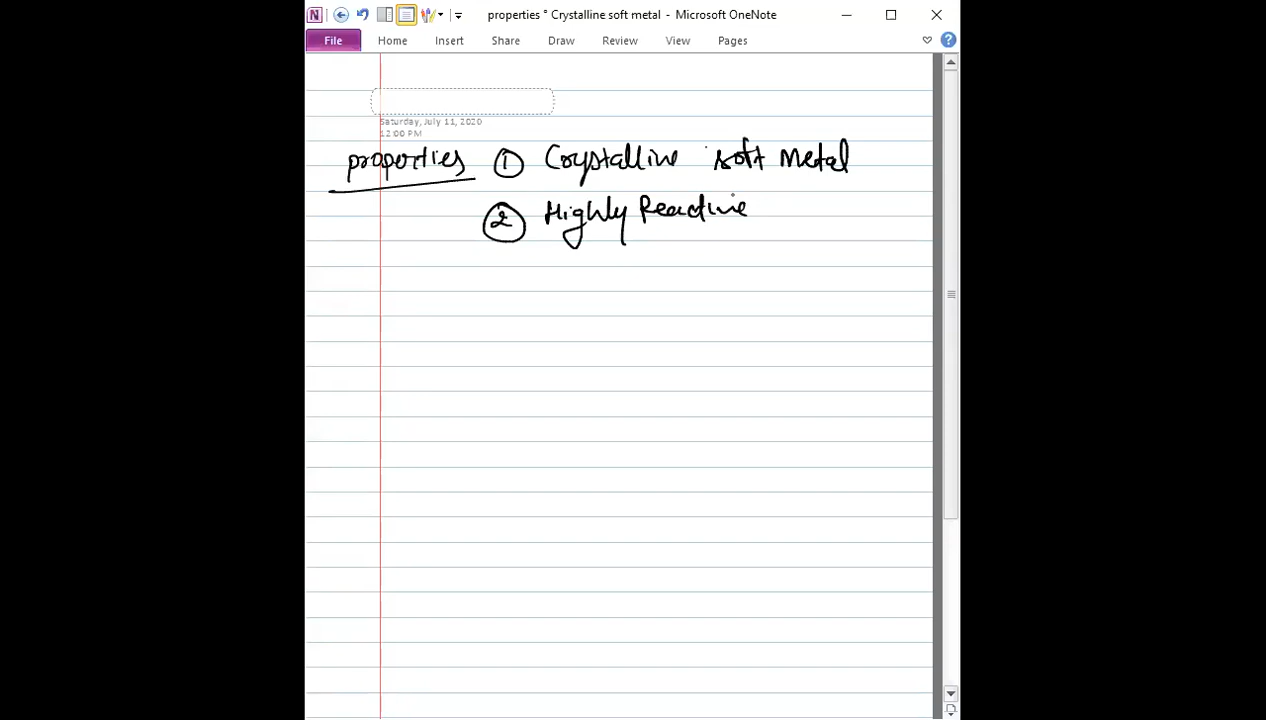 properties ° Crystalline soft metal - Microsoft OneNote
File Home Insert Share Draw Review View Pages
Saturday, July 11, 2020
12:00 PM
properties ① Crystalline soft Metal
② Highly Reactive